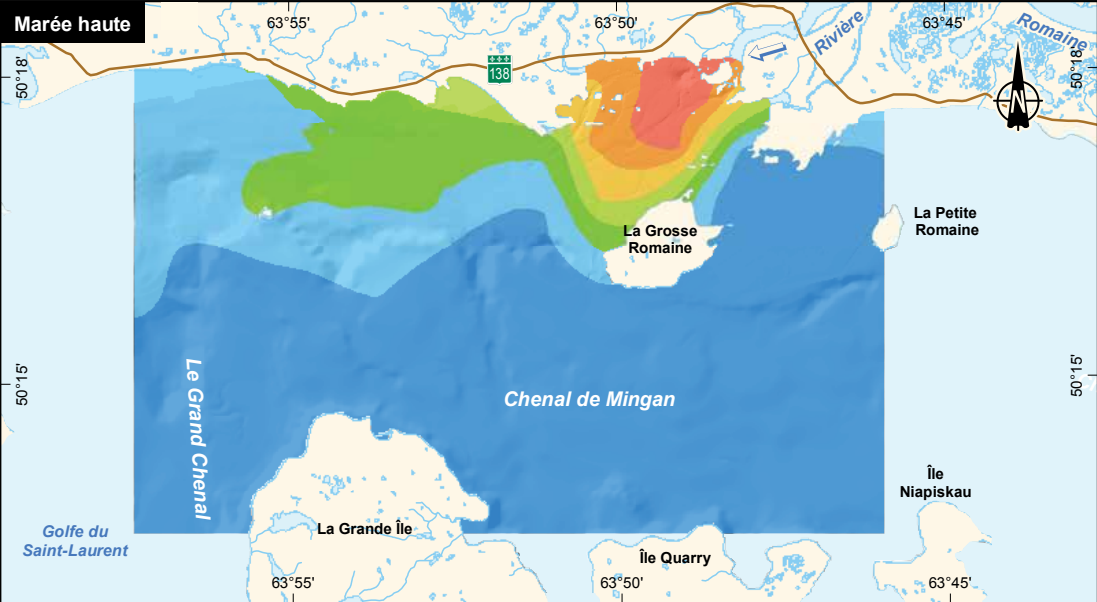 Marée haute
63°55'
63°50'
63°45'
Rivière
Romaine
50°18'
138
50°18'
N
La Petite
Romaine
La Grosse
Romaine
50°15'
50°15'
Le Grand Chenal
Chenal de Mingan
Île
Niapiskau
Golfe du
Saint-Laurent
La Grande Île
Île Quarry
63°55'
63°50'
63°45'